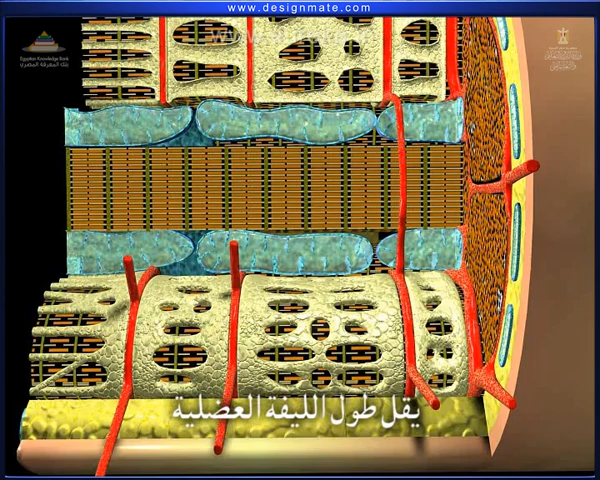 www.designmate.com
Egyptian Knowledge Bank
بنك المعرفة المصري
يقل طول الليفة العضلية